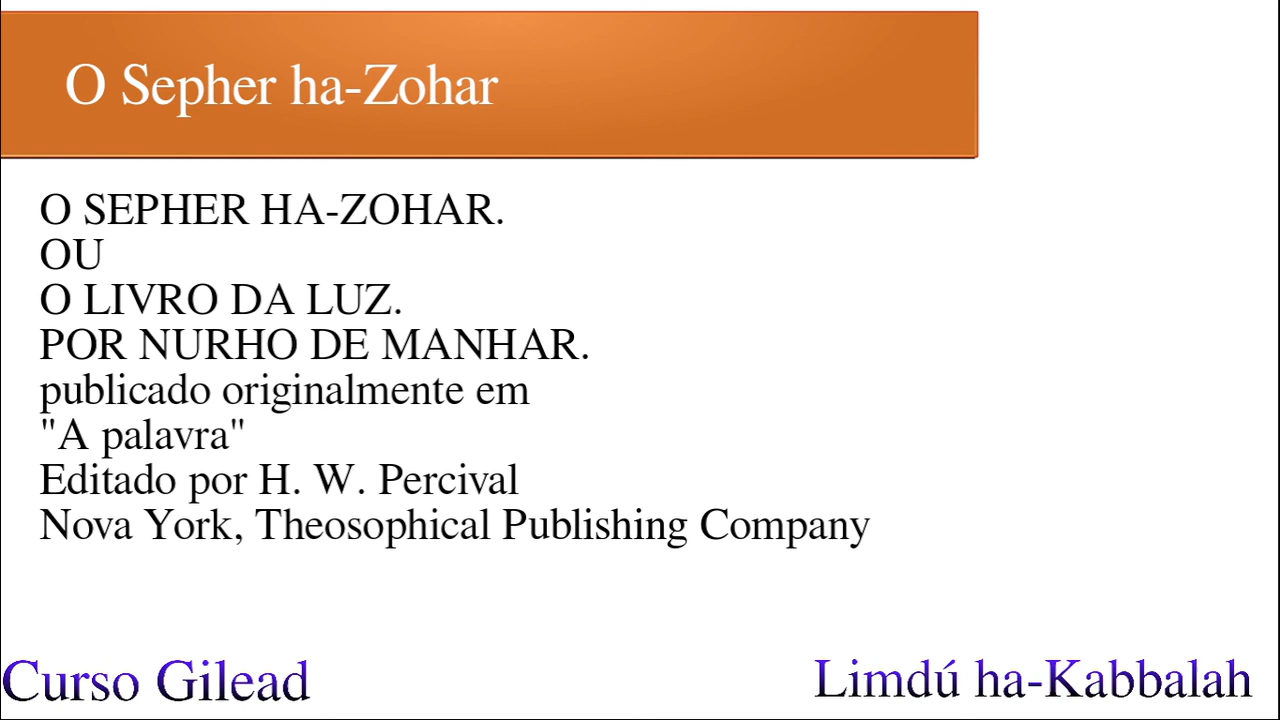 O Sepher ha-Zohar
O SEPHER HA-ZOHAR.
OU
O LIVRO DA LUZ.
POR NURHO DE MANHAR.
publicado originalmente em
"A palavra"
Editado por H. W. Percival
Nova York, Theosophical Publishing Company
Curso Gilead
Limdú ha-Kabbalah